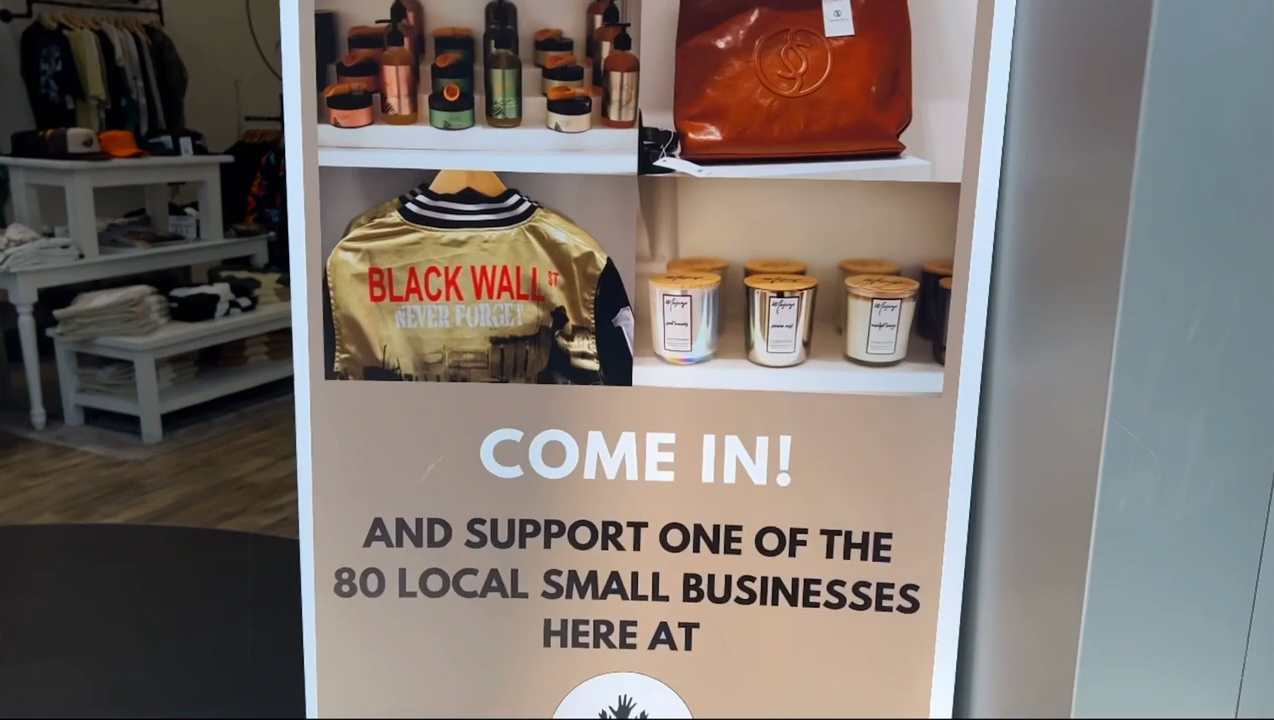 BLACK WALL ST
NEVER FORGET
COME IN!
AND SUPPORT ONE OF THE
80 LOCAL SMALL BUSINESSES
HERE AT